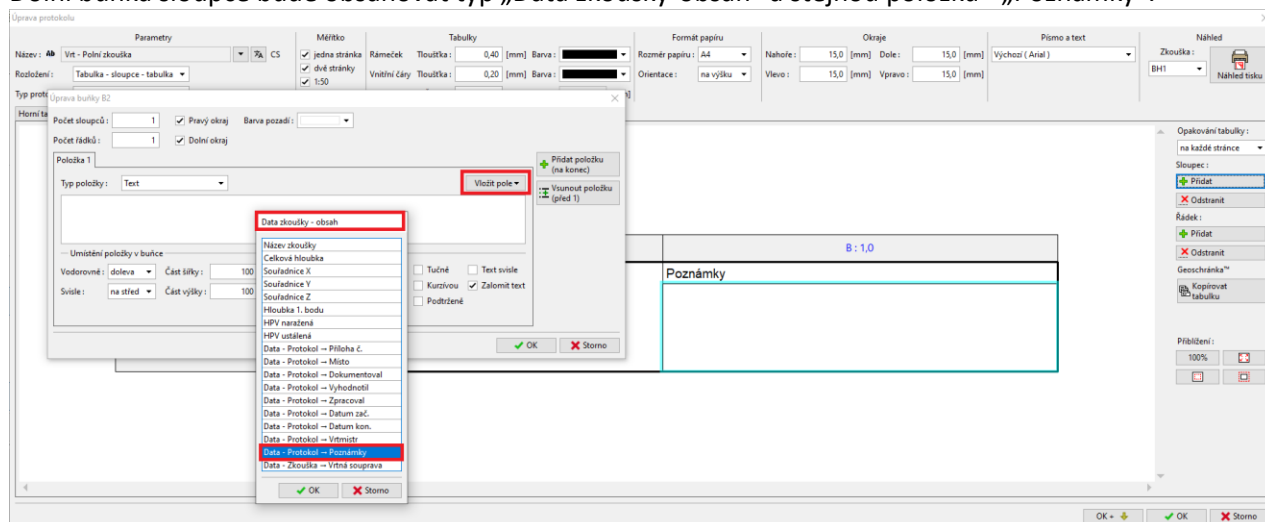 Dolní buňka sloupce bude obsahovat typ „Data zkoušky-obsah“ a stejnou položka - „Poznámky“.
Úprava protokolu
Parametry Měřítko Tabulky Formát papíru Okraje Písmo a text Náhled
Název: Ab Vrt - Polní zkouška CS jedna stránka Rámeček Tloušťka: 0,40 [mm] Barva: Rozměr papíru: A4 Nahoře: 15,0 [mm] Dole: 15,0 [mm] Výchozí ( Arial ) Zkouška:
Rozložení: Tabulka - sloupce - tabulka dvě stránky Vnitřní čáry Tloušťka: 0,20 [mm] Barva: Orientace: na výšku Vlevo: 15,0 [mm] Vpravo: 15,0 [mm] BH1 Náhled tisku
1:50
Typ proto
Horní ta
Úprava buňky B2
Počet sloupců: 1 Pravý okraj Barva pozadí:
Počet řádků: 1 Dolní okraj
Položka 1
Přidat položku
(na konec)
Typ položky: Text Vložit pole
Vsunout položku
(před 1)
Umístění položky v buňce
Vodorovně: doleva Část šířky: 100 Tučně Text svisle
Svisle: na střed Část výšky: 100 Kurzívou Zalomit text
Podtržené
OK Storno
Data zkoušky - obsah
Název zkoušky
Celková hloubka
Souřadnice X
Souřadnice Y
Souřadnice Z
Hloubka 1. bodu
HPV naražená
HPV ustálená
Data - Protokol → Příloha č.
Data - Protokol → Místo
Data - Protokol → Dokumentoval
Data - Protokol → Vyhodnotil
Data - Protokol → Zpracoval
Data - Protokol → Datum zač.
Data - Protokol → Datum kon.
Data - Protokol → Vrtmistr
Data - Protokol → Poznámky
Data - Zkouška → Vrtná souprava
OK Storno
B : 1,0
Poznámky
Opakování tabulky:
na každé stránce
Sloupec:
Přidat
Odstranit
Řádek:
Přidat
Odstranit
Geoschránka™
Kopírovat
tabulku
Přiblížení:
100%
OK + OK Storno